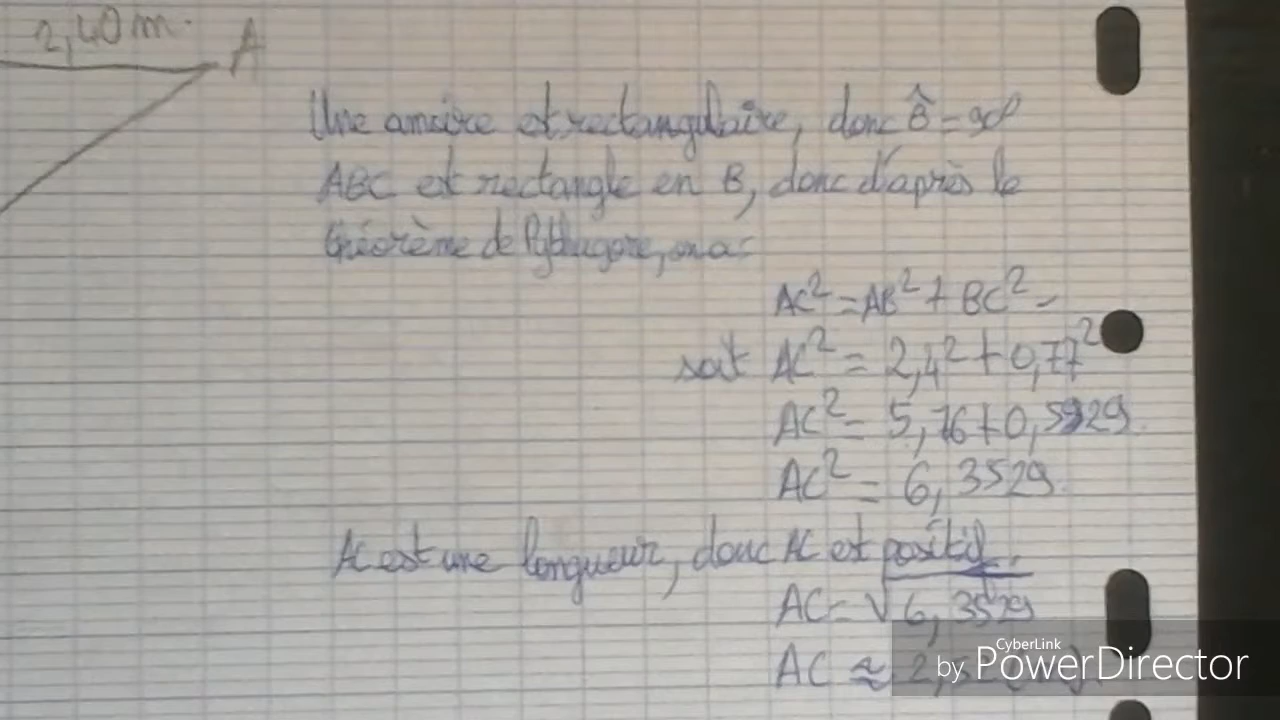 2,40m.
A
Une armoire est rectangulaire, donc B̂ = 90°
ABC est rectangle en B, donc d'après le
théorème de Pythagore, on a:
AC² = AB² + BC²
soit AC² = 2,4² + 0,77²
AC² = 5,76 + 0,5929
AC² = 6,3529.
AC est une longueur, donc AC est positif.
AC = √6,3529
AC ≈ 2,
CyberLink
by PowerDirector